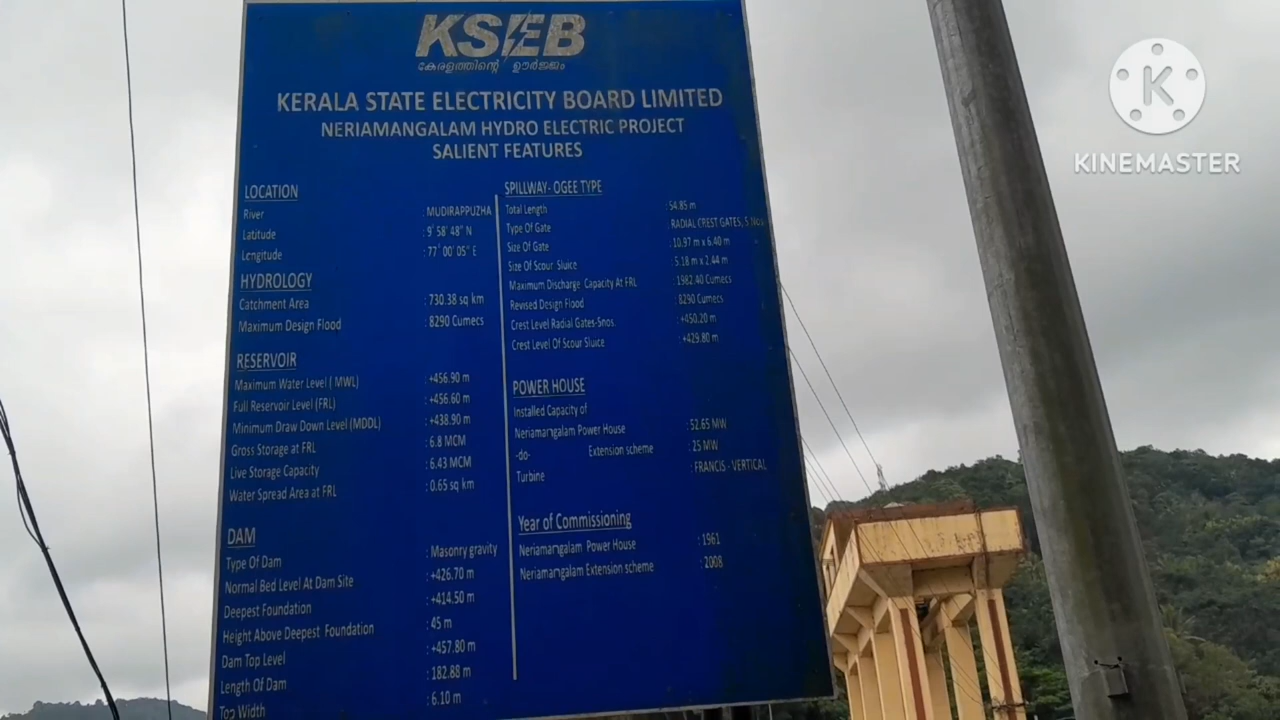 KSEB
കേരളത്തിന്റെ ഊർജ്ജം
KERALA STATE ELECTRICITY BOARD LIMITED
NERIAMANGALAM HYDRO ELECTRIC PROJECT
SALIENT FEATURES
LOCATION
River : MUDIRAPPUZHA
Latitude : 9° 58' 48" N
Longitude : 77° 00' 05" E
HYDROLOGY
Catchment Area : 730.38 sq km
Maximum Design Flood : 8290 Cumecs
RESERVOIR
Maximum Water Level ( MWL) : +456.90 m
Full Reservoir Level (FRL) : +456.60 m
Minimum Draw Down Level (MDDL) : +438.90 m
Gross Storage at FRL : 6.8 MCM
Live Storage Capacity : 6.43 MCM
Water Spread Area at FRL : 0.65 sq km
DAM
Type Of Dam : Masonry gravity
Normal Bed Level At Dam Site : +426.70 m
Deepest Foundation : +414.50 m
Height Above Deepest Foundation : 45 m
Dam Top Level : +457.80 m
Length Of Dam : 182.88 m
Top Width : 6.10 m
SPILLWAY- OGEE TYPE
Total Length : 54.85 m
Type Of Gate : RADIAL CREST GATES, 5 Nos
Size Of Gate : 10.97 m x 6.40 m
Size Of Scour Sluice : 5.18 m x 2.44 m
Maximum Discharge Capacity At FRL : 1982.40 Cumecs
Revised Design Flood : 8290 Cumecs
Crest Level Radial Gates-5nos. : +450.20 m
Crest Level Of Scour Sluice : +429.80 m
POWER HOUSE
Installed Capacity of
Neriamangalam Power House : 52.65 MW
-do- Extension scheme : 25 MW
Turbine : FRANCIS - VERTICAL
Year of Commissioning
Neriamangalam Power House : 1961
Neriamangalam Extension scheme : 2008
K
KINEMASTER